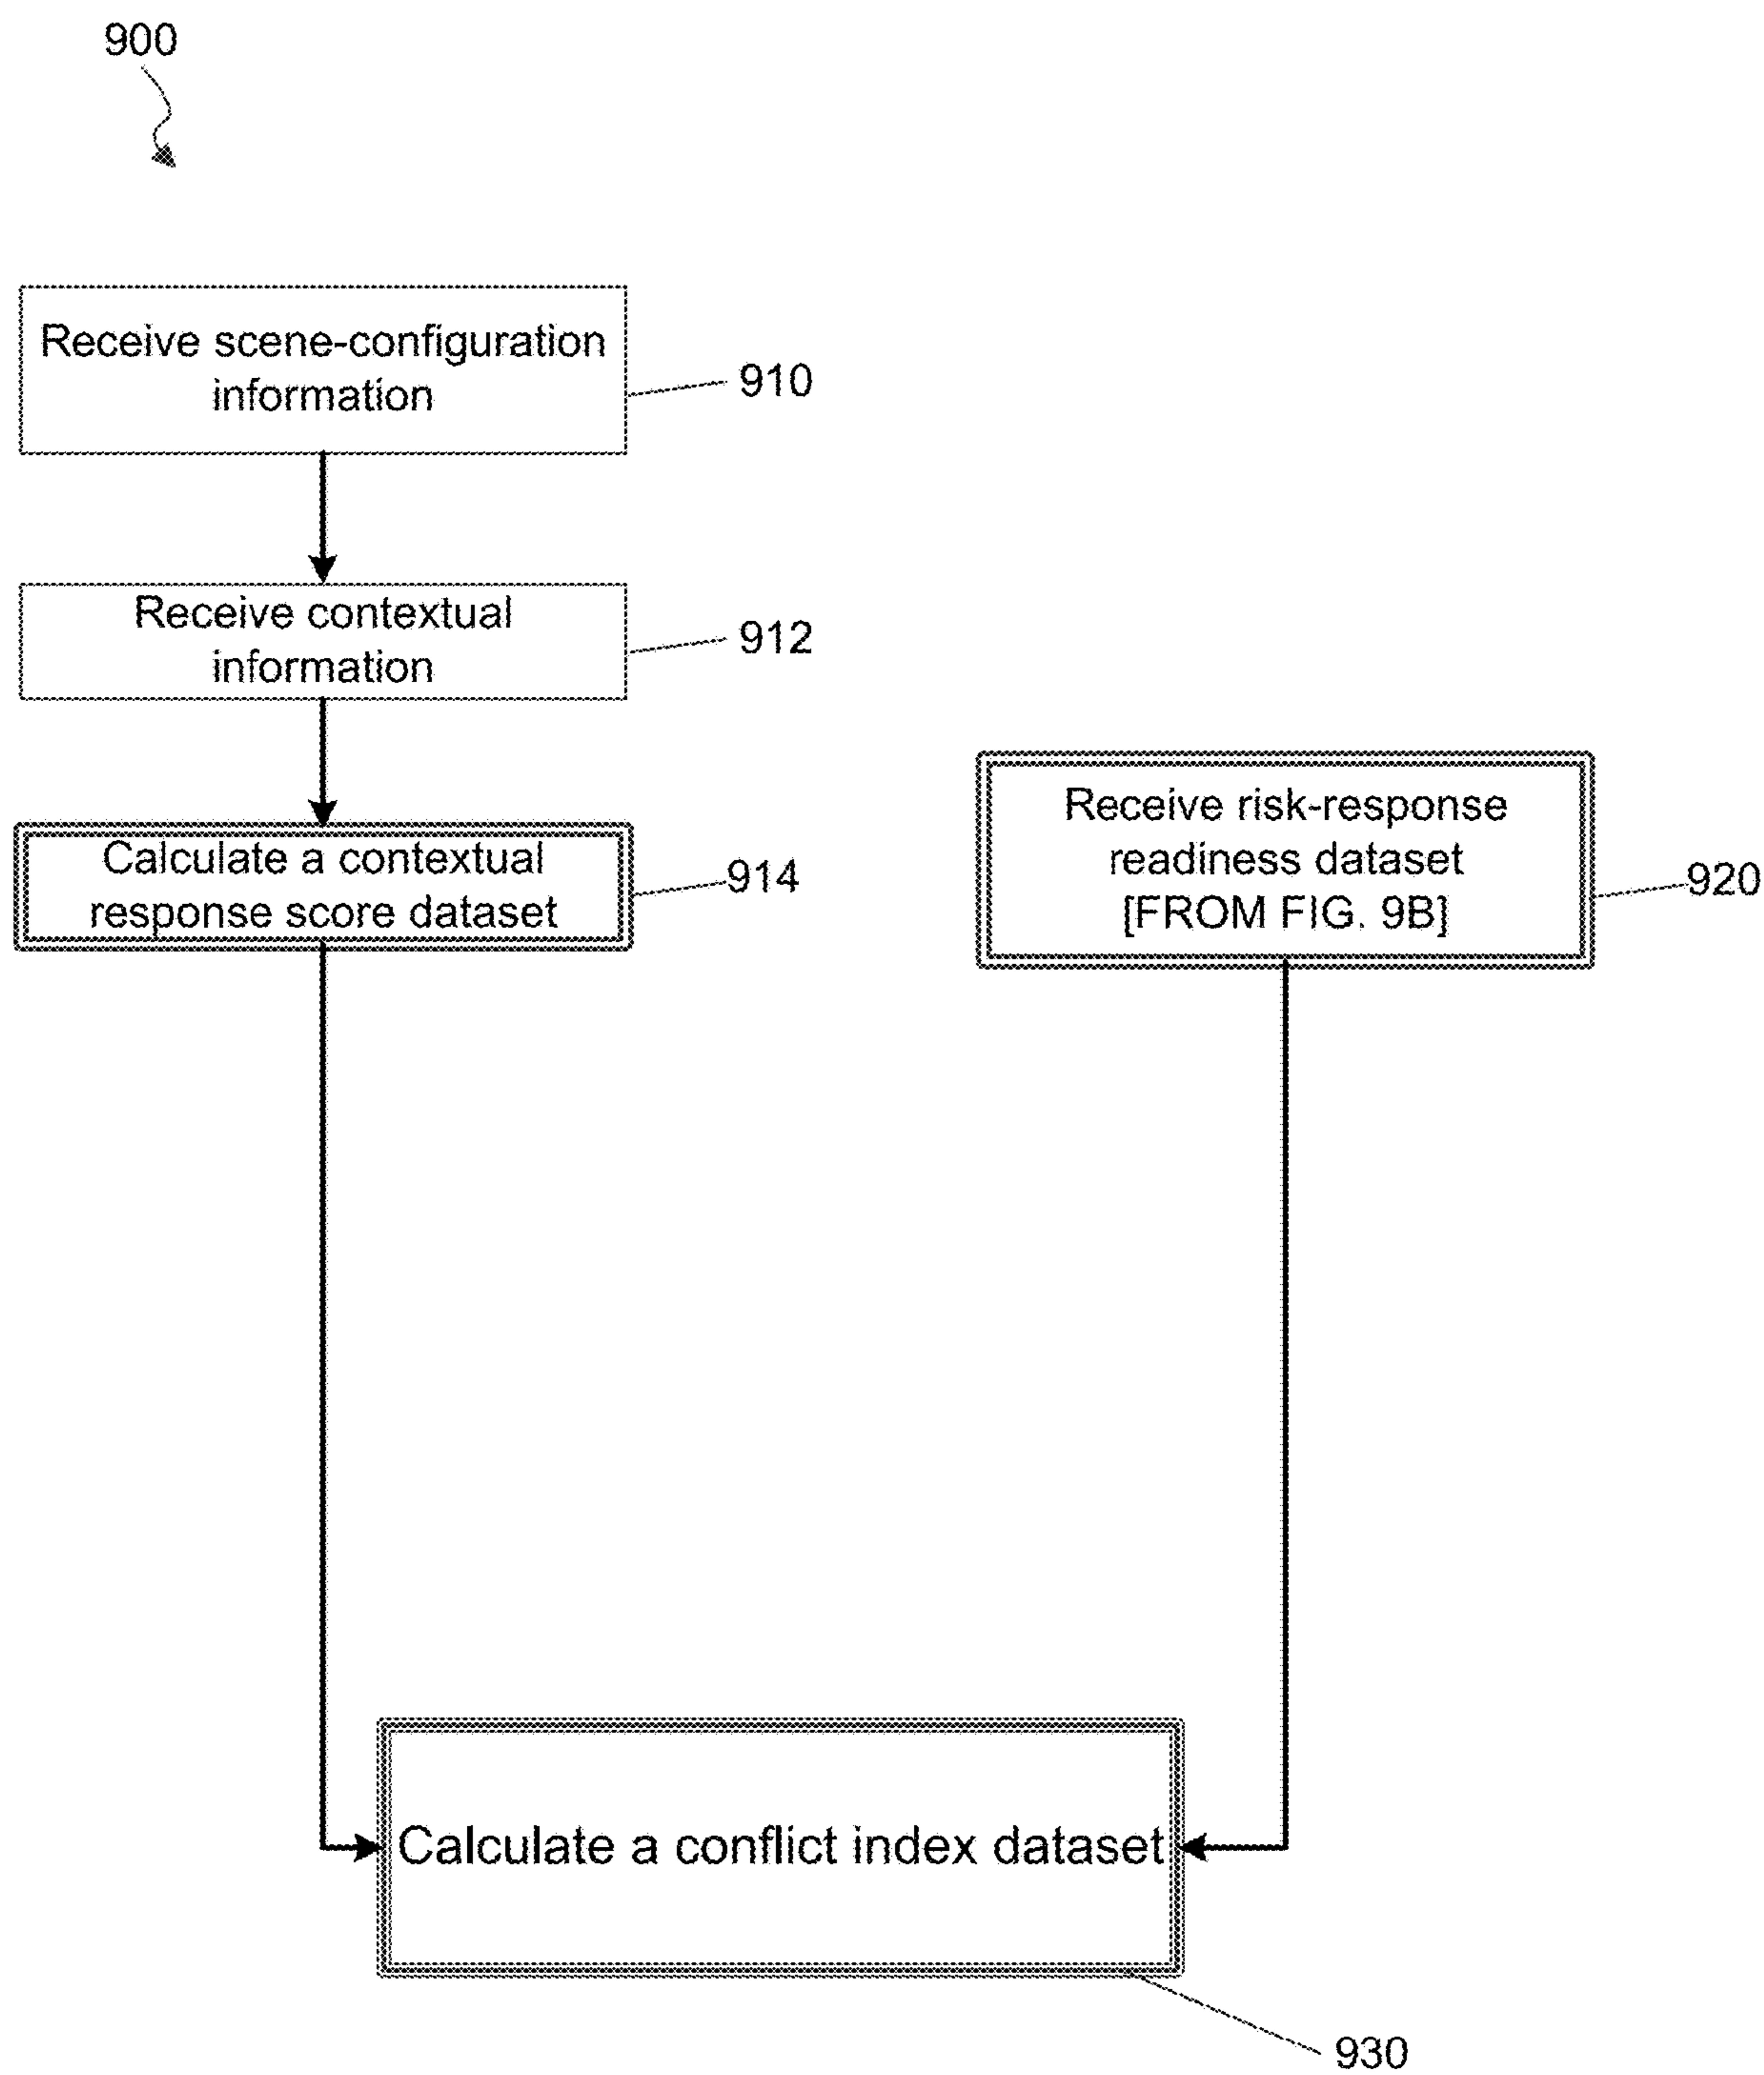 900
Receive scene-configuration
information
910
Receive contextual
information
912
Calculate a contextual
response score dataset
914
Receive risk-response
readiness dataset
[FROM FIG. 9B]
920
Calculate a conflict index dataset
930